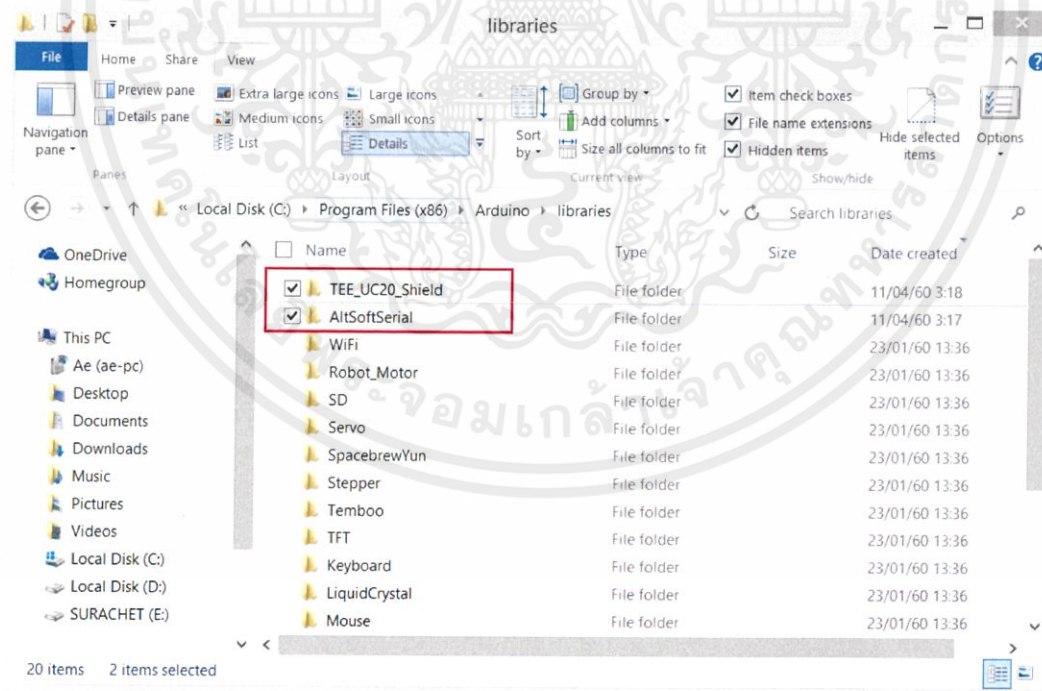 libraries
File Home Share View
Navigation pane
Preview pane
Details pane
Panes
Extra large icons Large icons
Medium icons Small icons
List Details
Layout
Sort by
Group by
Add columns
Size all columns to fit
Current view
Item check boxes
File name extensions
Hidden items
Hide selected items
Show/hide
Options
« Local Disk (C:) Program Files (x86) Arduino libraries
Search libraries
OneDrive
Homegroup
This PC
Ae (ae-pc)
Desktop
Documents
Downloads
Music
Pictures
Videos
Local Disk (C:)
Local Disk (D:)
SURACHET (E:)
Name Type Size Date created
TEE_UC20_Shield File folder 11/04/60 3:18
AltSoftSerial File folder 11/04/60 3:17
WiFi File folder 23/01/60 13:36
Robot_Motor File folder 23/01/60 13:36
SD File folder 23/01/60 13:36
Servo File folder 23/01/60 13:36
SpacebrewYun File folder 23/01/60 13:36
Stepper File folder 23/01/60 13:36
Temboo File folder 23/01/60 13:36
TFT File folder 23/01/60 13:36
Keyboard File folder 23/01/60 13:36
LiquidCrystal File folder 23/01/60 13:36
Mouse File folder 23/01/60 13:36
20 items 2 items selected